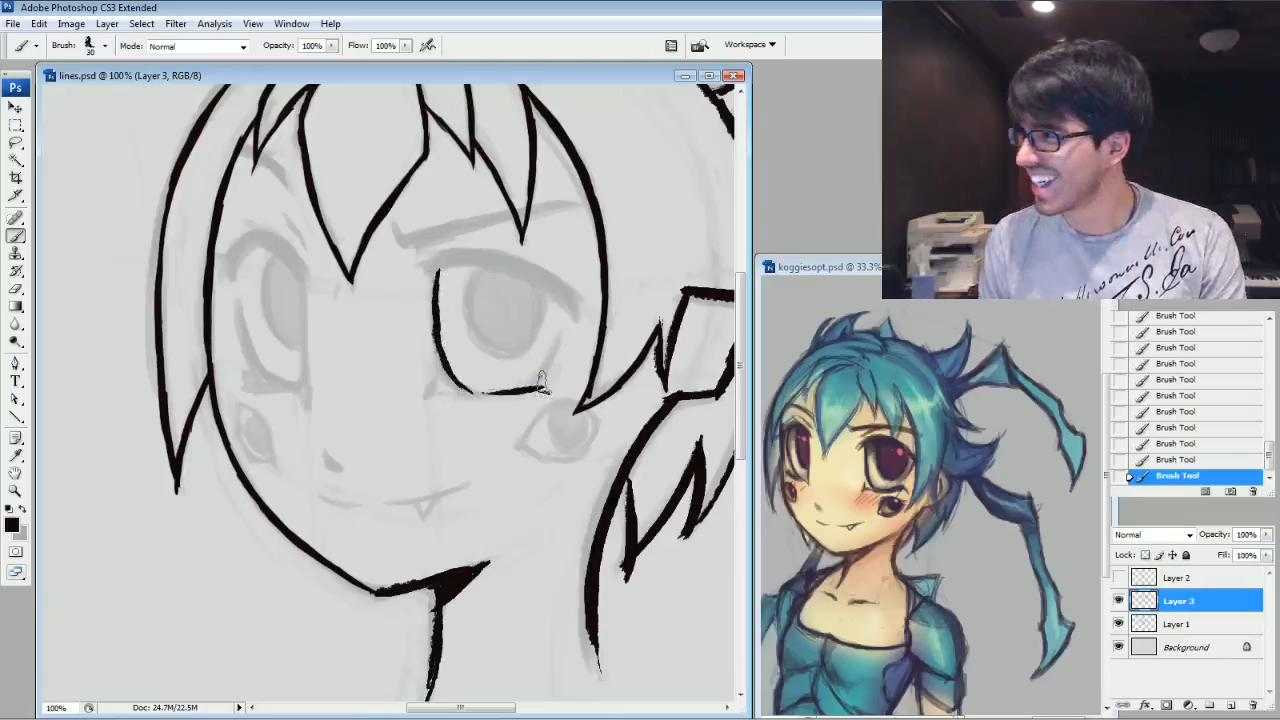 Adobe Photoshop CS3 Extended
File Edit Image Layer Select Filter Analysis View Window Help
Brush: 30 Mode: Normal Opacity: 100% Flow: 100% Workspace
lines.psd @ 100% (Layer 3, RGB/8)
Ps
koggiesopt.psd @ 33.3%
Brush Tool
Brush Tool
Brush Tool
Brush Tool
Brush Tool
Brush Tool
Brush Tool
Brush Tool
Brush Tool
Brush Tool
Brush Tool
Normal Opacity: 100%
Lock: Fill: 100%
Layer 2
Layer 3
Layer 1
Background
100% Doc: 24.7M/22.5M